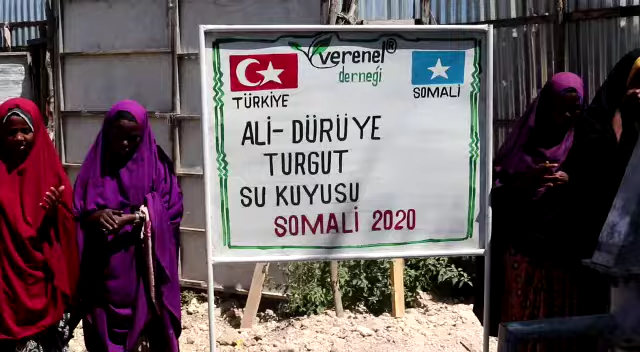 verenel®
derneği
TÜRKİYE
SOMALİ
ALİ-DÜRÜYE
TURGUT
SU KUYUSU
SOMALİ 2020